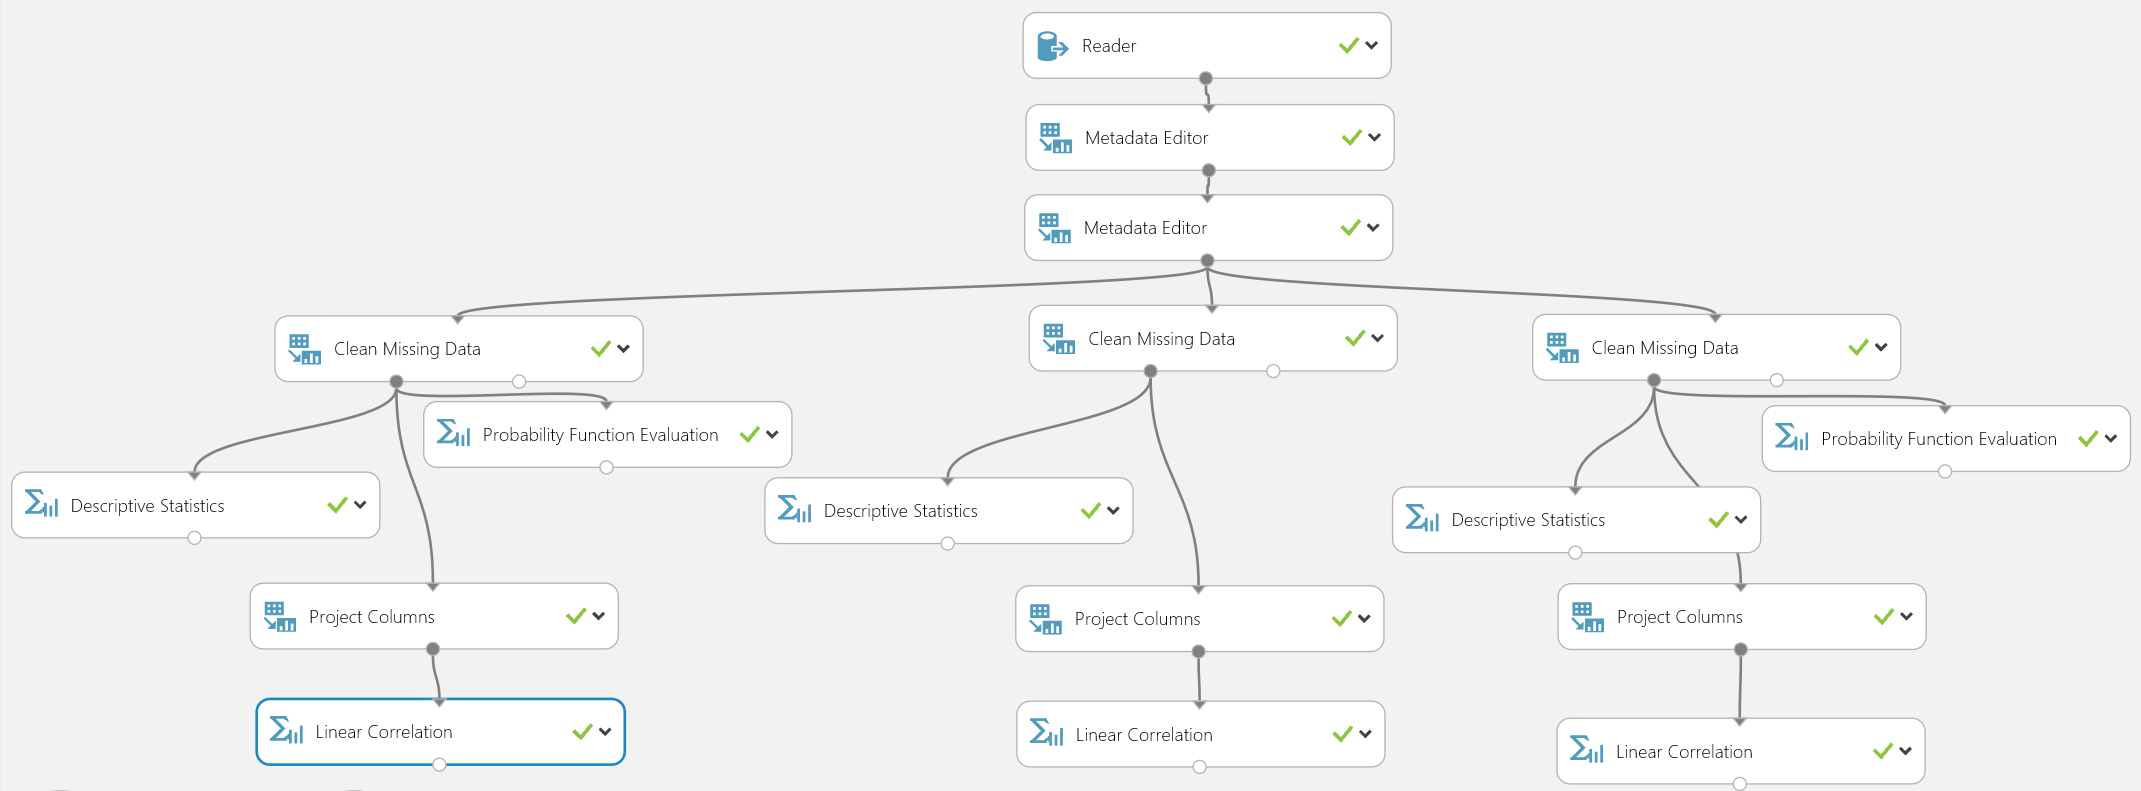 Reader
Metadata Editor
Metadata Editor
Clean Missing Data
Clean Missing Data
Clean Missing Data
Probability Function Evaluation
Probability Function Evaluation
Descriptive Statistics
Descriptive Statistics
Descriptive Statistics
Project Columns
Project Columns
Project Columns
Linear Correlation
Linear Correlation
Linear Correlation